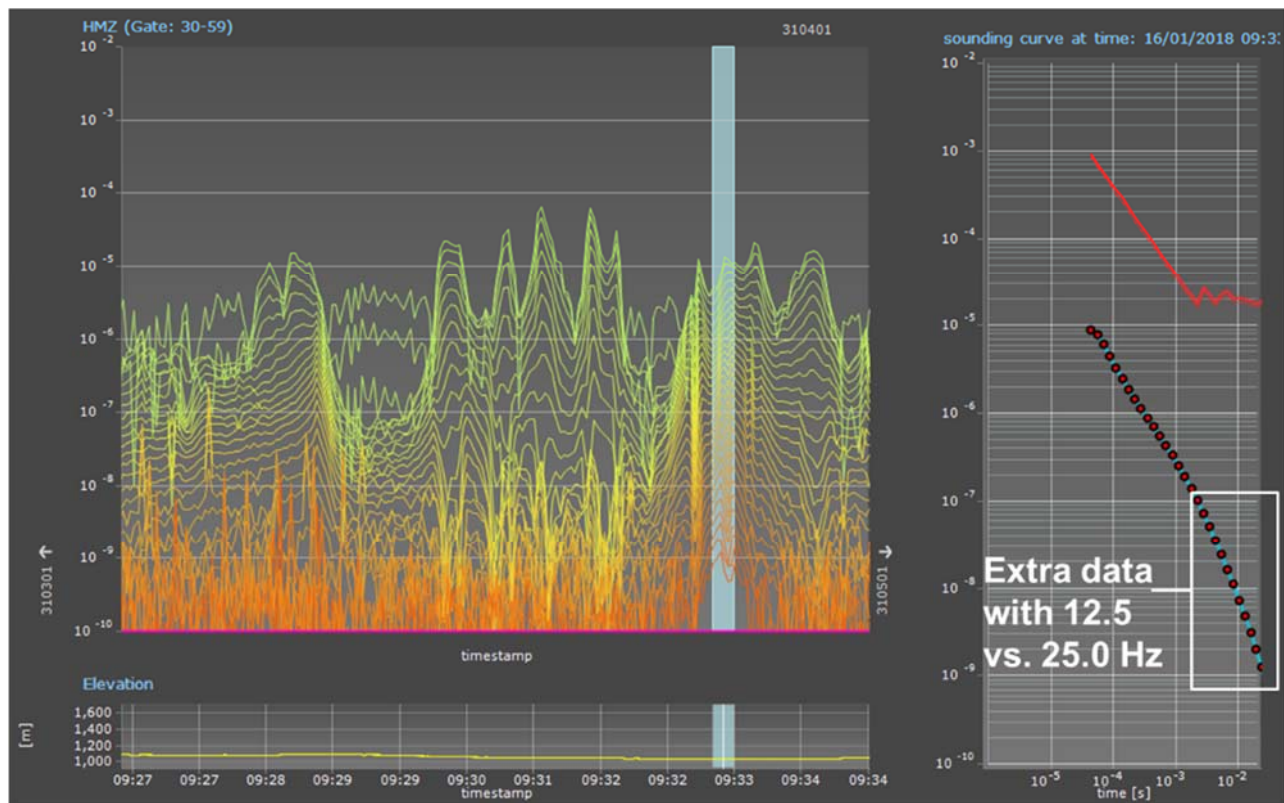 HMZ (Gate: 30-59)
310401
10 -2
10 -3
10 -4
10 -5
10 -6
10 -7
10 -8
10 -9
10 -10
310301
310501
timestamp
Elevation
[m]
1,600
1,400
1,200
1,000
09:27 09:27 09:28 09:29 09:29 09:30 09:31 09:32 09:32 09:33 09:34 09:34
timestamp
sounding curve at time: 16/01/2018 09:3
10 -2
10 -3
10 -4
10 -5
10 -6
10 -7
10 -8
10 -9
10 -10
Extra data
with 12.5
vs. 25.0 Hz
10 -5 10 -4 10 -3 10 -2
time [s]